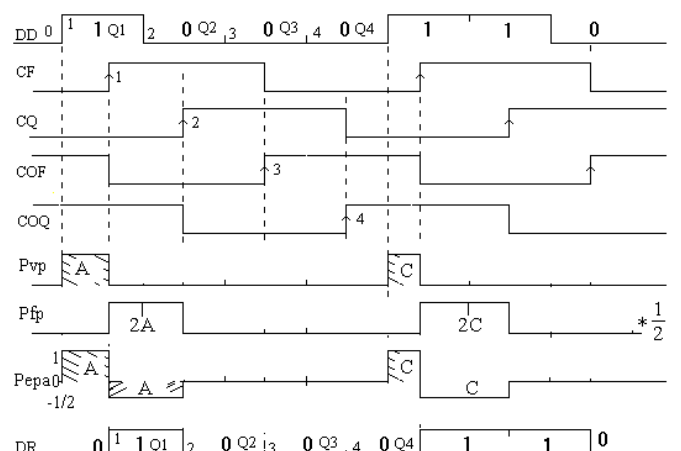 DD 0 1 1 Q1 2 0 Q2 3 0 Q3 4 0 Q4 1 1 0
CF 1
CQ 2
COF 3
COQ 4
Pvp A C
Pfp 2A 2C * 1/2
Pepa 1 0 -1/2 A A C C
DR 0 1 1 Q1 2 0 Q2 3 0 Q3 4 0 Q4 1 1 0